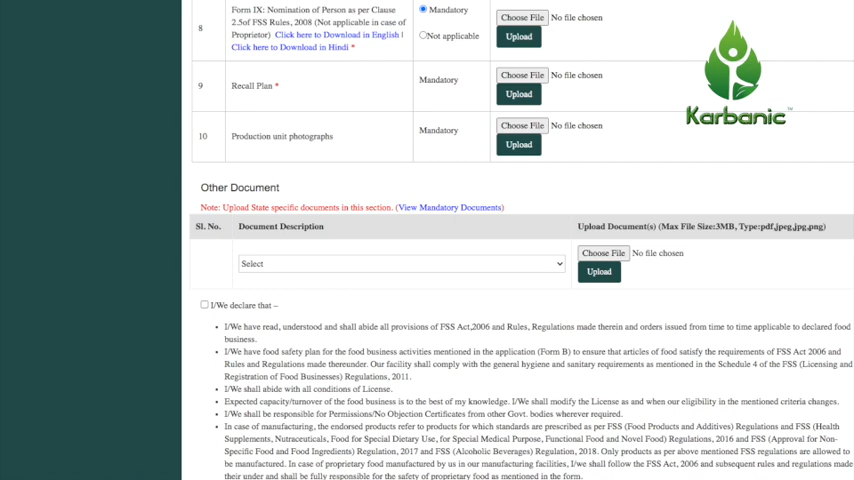 8
Form IX: Nomination of Person as per Clause
2.5of FSS Rules, 2008 (Not applicable in case of
Proprietor) Click here to Download in English |
Click here to Download in Hindi *
Mandatory
Not applicable
Choose File No file chosen
Upload
9
Recall Plan *
Mandatory
Choose File No file chosen
Upload
10
Production unit photographs
Mandatory
Choose File No file chosen
Upload
Karbanic™
Other Document
Note: Upload State specific documents in this section. (View Mandatory Documents)
Sl. No. Document Description Upload Document(s) (Max File Size:3MB, Type:pdf,jpeg,jpg,png)
Select
Choose File No file chosen
Upload
I/We declare that –
• I/We have read, understood and shall abide all provisions of FSS Act,2006 and Rules, Regulations made therein and orders issued from time to time applicable to declared food
business.
• I/We have food safety plan for the food business activities mentioned in the application (Form B) to ensure that articles of food satisfy the requirements of FSS Act 2006 and
Rules and Regulations made thereunder. Our facility shall comply with the general hygiene and sanitary requirements as mentioned in the Schedule 4 of the FSS (Licensing and
Registration of Food Businesses) Regulations, 2011.
• I/We shall abide with all conditions of License.
• Expected capacity/turnover of the food business is to the best of my knowledge. I/We shall modify the License as and when our eligibility in the mentioned criteria changes.
• I/We shall be responsible for Permissions/No Objection Certificates from other Govt. bodies wherever required.
• In case of manufacturing, the endorsed products refer to products for which standards are prescribed as per FSS (Food Products and Additives) Regulations and FSS (Health
Supplements, Nutraceuticals, Food for Special Dietary Use, for Special Medical Purpose, Functional Food and Novel Food) Regulations, 2016 and FSS (Approval for Non-
Specific Food and Food Ingredients) Regulation, 2017 and FSS (Alcoholic Beverages) Regulation, 2018. Only products as per above mentioned FSS regulations are allowed to
be manufactured. In case of proprietary food manufactured by us in our manufacturing facilities, I/we shall follow the FSS Act, 2006 and subsequent rules and regulations made
their under and shall be fully responsible for the safety of proprietary food as mentioned in the form.